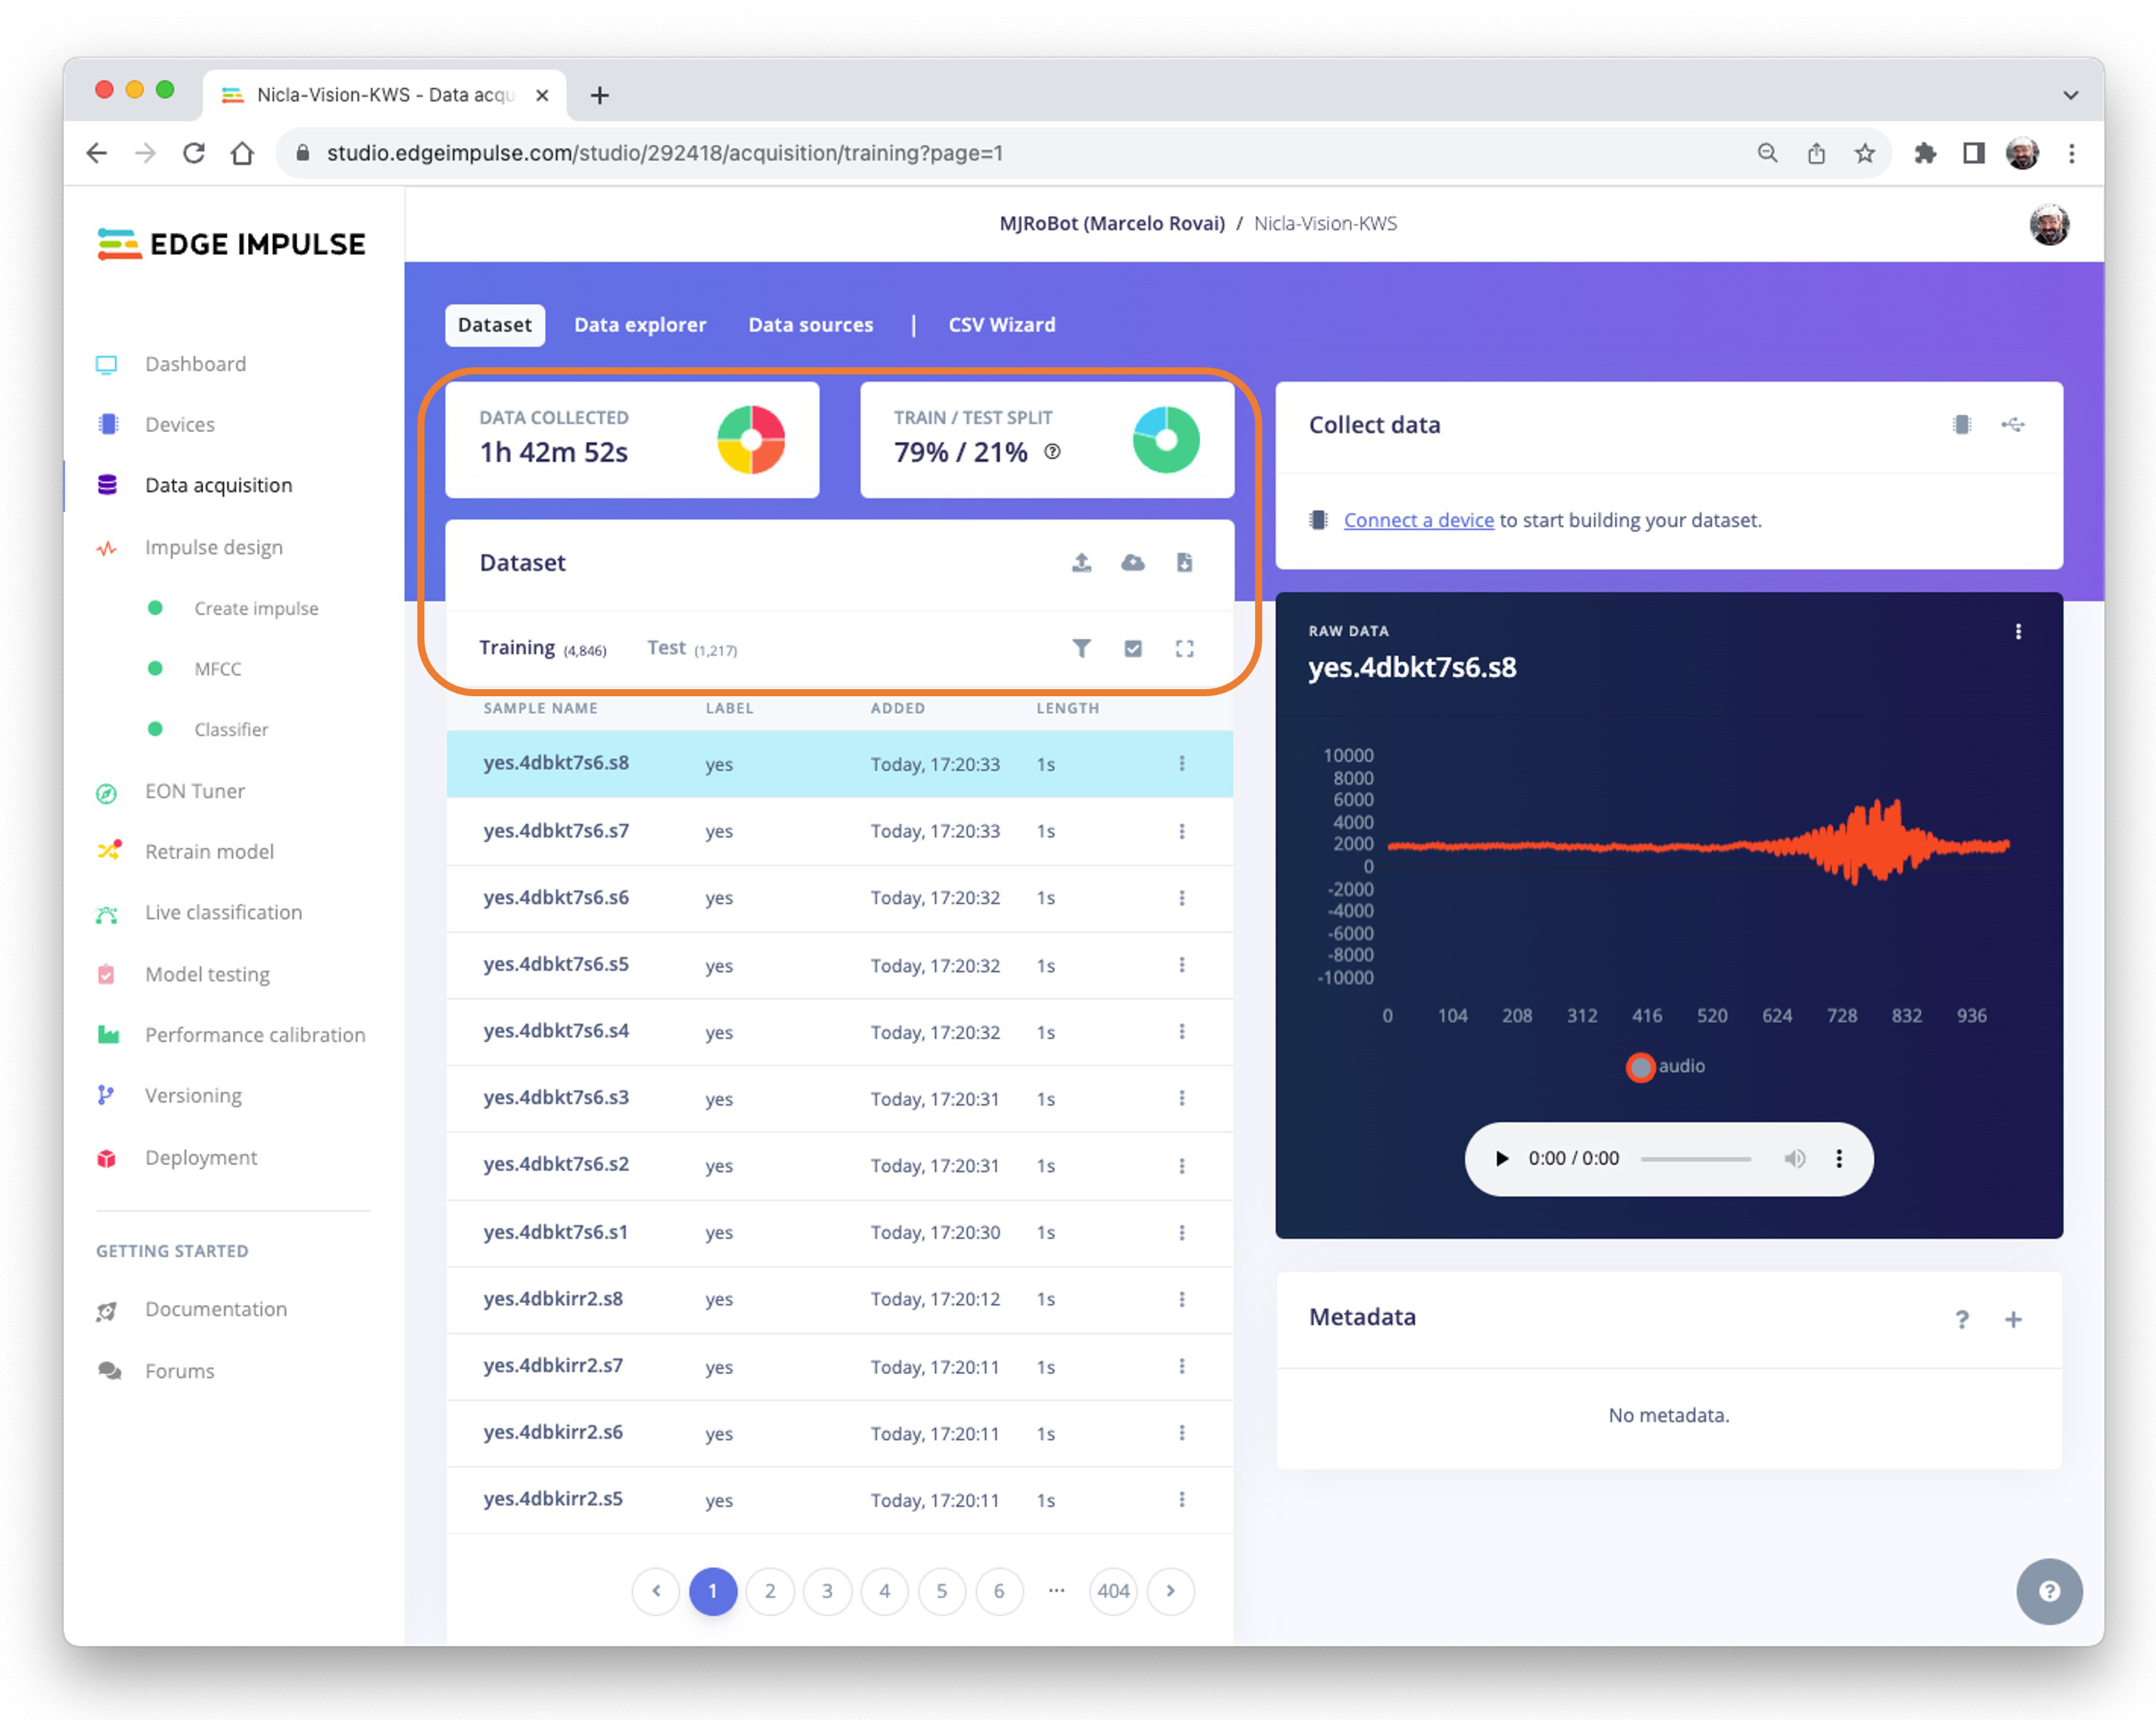 Nicla-Vision-KWS - Data acqu
studio.edgeimpulse.com/studio/292418/acquisition/training?page=1
EDGE IMPULSE
MJRoBot (Marcelo Rovai) / Nicla-Vision-KWS
Dashboard
Devices
Data acquisition
Impulse design
Create impulse
MFCC
Classifier
EON Tuner
Retrain model
Live classification
Model testing
Performance calibration
Versioning
Deployment
GETTING STARTED
Documentation
Forums
Dataset Data explorer Data sources | CSV Wizard
DATA COLLECTED
1h 42m 52s
TRAIN / TEST SPLIT
79% / 21% ?
Dataset
Training (4,846) Test (1,217)
SAMPLE NAME LABEL ADDED LENGTH
yes.4dbkt7s6.s8 yes Today, 17:20:33 1s
yes.4dbkt7s6.s7 yes Today, 17:20:33 1s
yes.4dbkt7s6.s6 yes Today, 17:20:32 1s
yes.4dbkt7s6.s5 yes Today, 17:20:32 1s
yes.4dbkt7s6.s4 yes Today, 17:20:32 1s
yes.4dbkt7s6.s3 yes Today, 17:20:31 1s
yes.4dbkt7s6.s2 yes Today, 17:20:31 1s
yes.4dbkt7s6.s1 yes Today, 17:20:30 1s
yes.4dbkirr2.s8 yes Today, 17:20:12 1s
yes.4dbkirr2.s7 yes Today, 17:20:11 1s
yes.4dbkirr2.s6 yes Today, 17:20:11 1s
yes.4dbkirr2.s5 yes Today, 17:20:11 1s
1 2 3 4 5 6 ... 404
Collect data
Connect a device to start building your dataset.
RAW DATA
yes.4dbkt7s6.s8
10000
8000
6000
4000
2000
0
-2000
-4000
-6000
-8000
-10000
0 104 208 312 416 520 624 728 832 936
audio
0:00 / 0:00
Metadata ? +
No metadata.
?